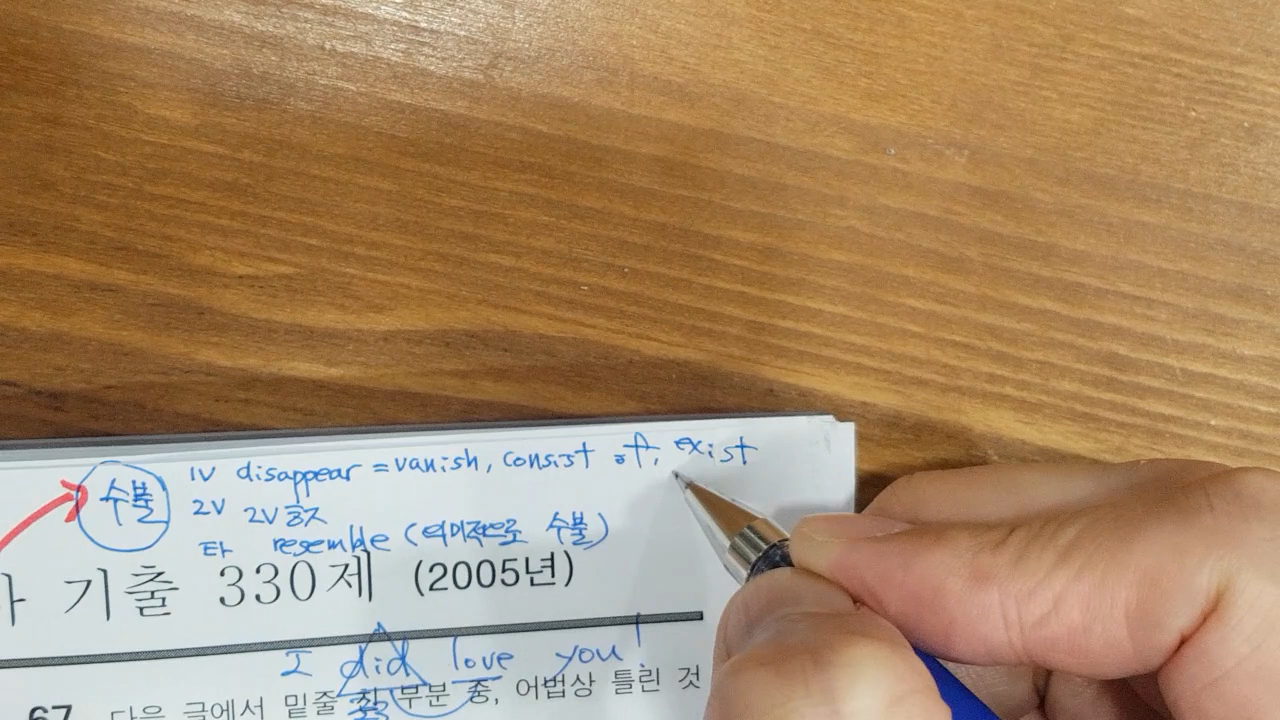 수불 1V disappear = vanish, consist of, exist
2V 2V 흐즈
타 resemble (의미적으로 수불)
기출 330제 (2005년)
I did love you!
67 다음 글에서 밑줄 친 부분 중, 어법상 틀린 것